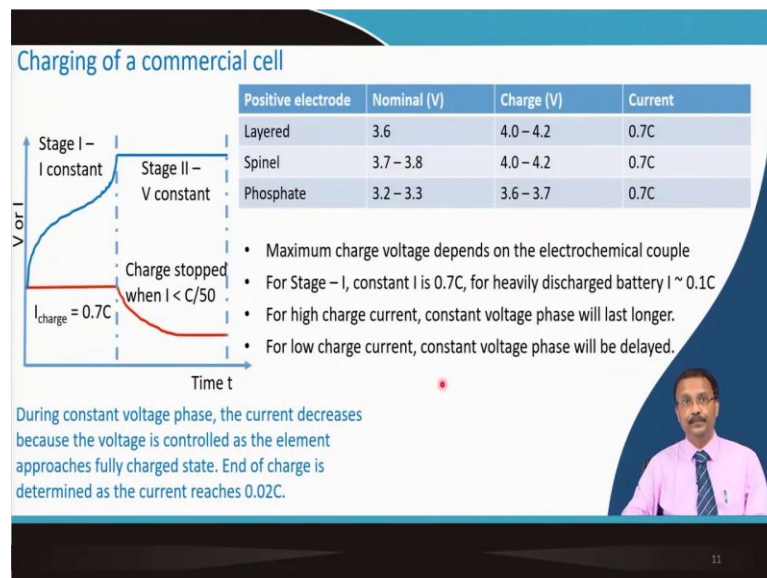 Charging of a commercial cell
Positive electrode Nominal (V) Charge (V) Current
Layered 3.6 4.0 – 4.2 0.7C
Spinel 3.7 – 3.8 4.0 – 4.2 0.7C
Phosphate 3.2 – 3.3 3.6 – 3.7 0.7C
Stage I –
I constant
Stage II –
V constant
V or I
Charge stopped
when I < C/50
Icharge = 0.7C
Time t
• Maximum charge voltage depends on the electrochemical couple
• For Stage – I, constant I is 0.7C, for heavily discharged battery I ~ 0.1C
• For high charge current, constant voltage phase will last longer.
• For low charge current, constant voltage phase will be delayed.
During constant voltage phase, the current decreases
because the voltage is controlled as the element
approaches fully charged state. End of charge is
determined as the current reaches 0.02C.
11